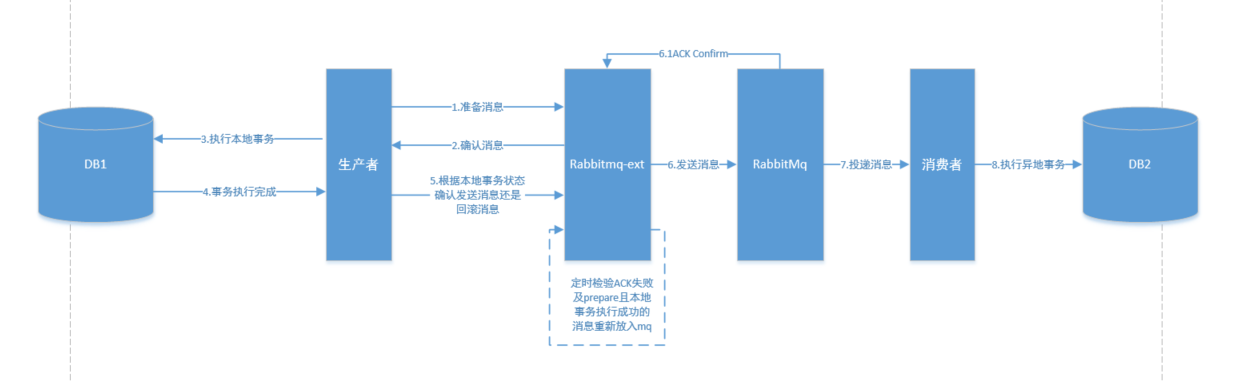 6.1ACK Confirm
1.准备消息
3.执行本地事务
2.确认消息
DB1
生产者
Rabbitmq-ext
6.发送消息
RabbitMq
7.投递消息
消费者
8.执行异地事务
DB2
4.事务执行完成
5.根据本地事务状态
确认发送消息还是
回滚消息
定时检验ACK失败
及prepare且本地
事务执行成功的
消息重新放入mq